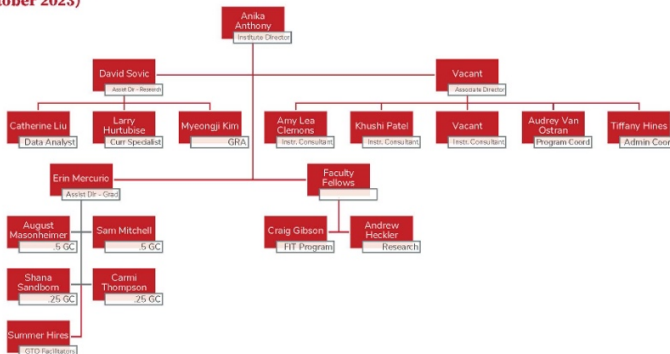 ober 2023)
Anika
Anthony
Institute Director
David Sovic
Assist Dir - Research
Vacant
Associate Director
Catherine Liu
Data Analyst
Larry
Hurtubise
Curr Specialist
Myeongji Kim
GRA
Amy Lea
Clemons
Instr. Consultant
Khushi Patel
Instr. Consultant
Vacant
Instr. Consultant
Audrey Van
Ostran
Program Coord
Tiffany Hines
Admin Coor
Erin Mercurio
Assist Dir - Grad
Faculty
Fellows
August
Masonheimer
.5 GC
Sam Mitchell
.5 GC
Craig Gibson
FIT Program
Andrew
Heckler
Research
Shana
Sandborn
.25 GC
Carmi
Thompson
.25 GC
Summer Hires
GTO Facilitators